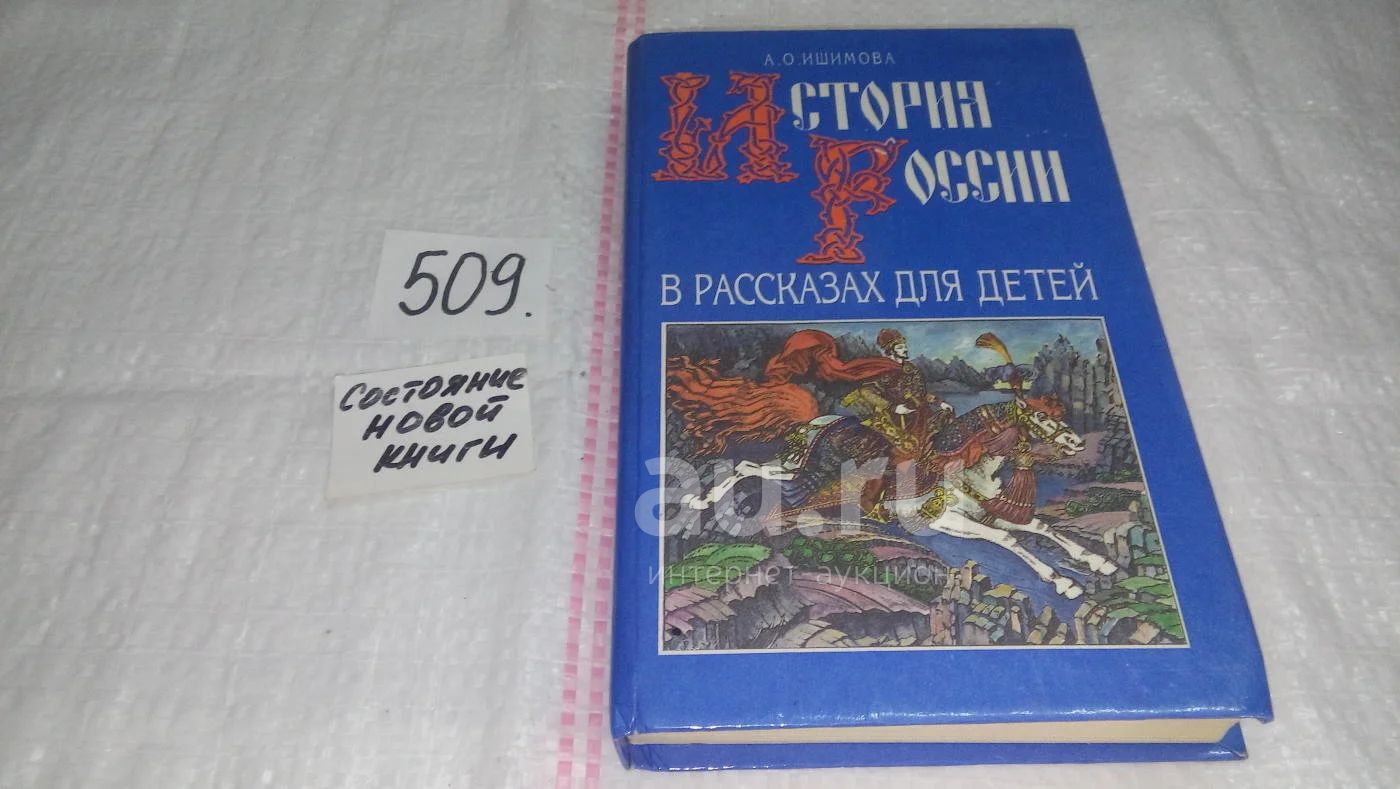 А.О.ИШИМОВА
ИСТОРИЯ
РОССИИ
В РАССКАЗАХ ДЛЯ ДЕТЕЙ
509.
Состояние
новой
книги
au.ru
интернет аукцион